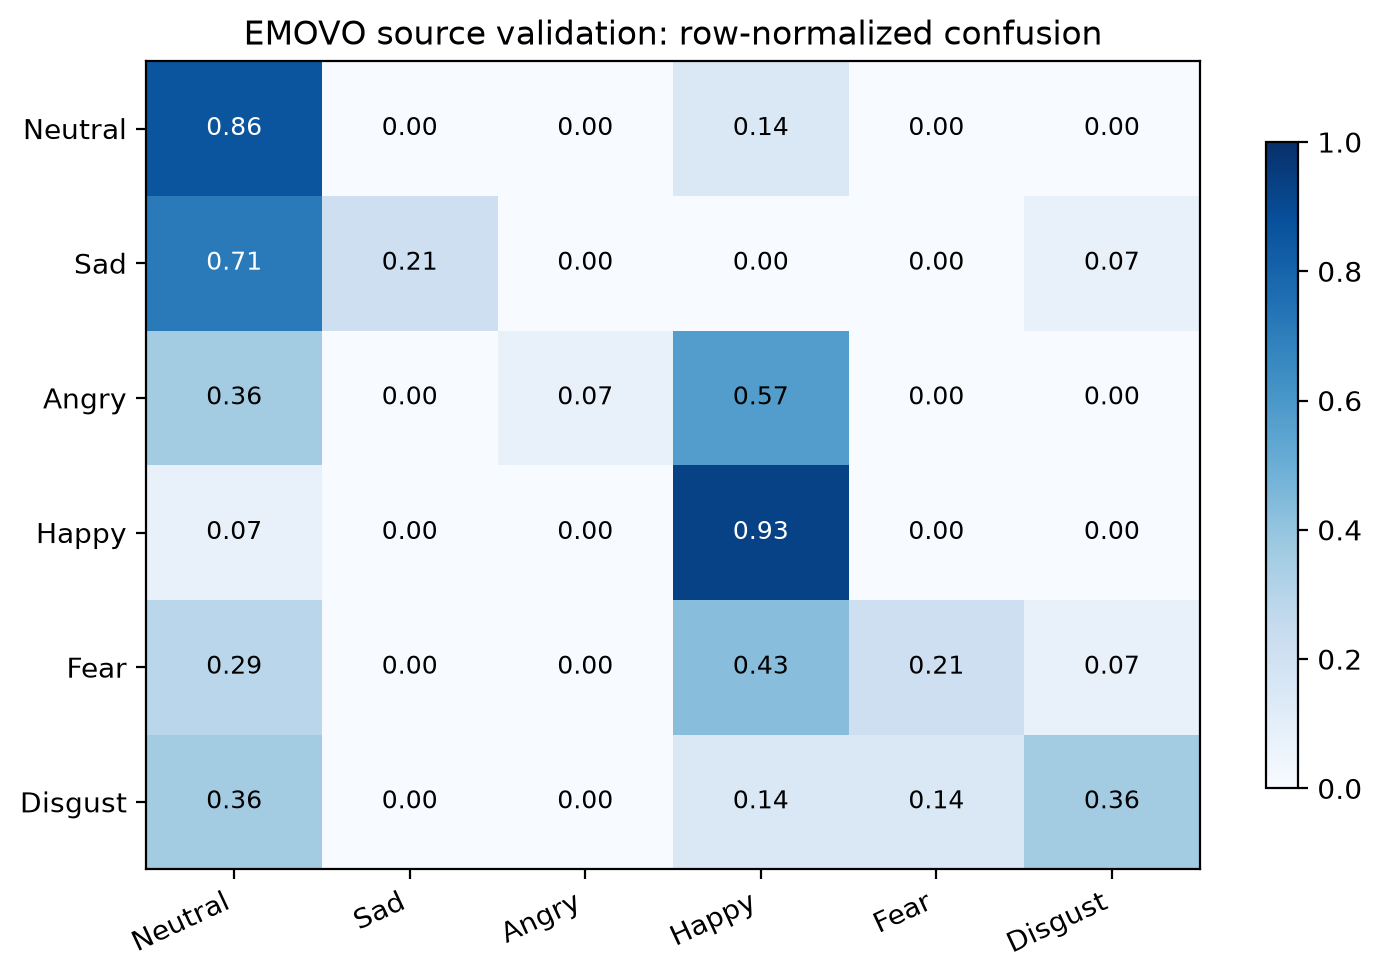 EMOVO source validation: row-normalized confusion
Neutral 0.86 0.00 0.00 0.14 0.00 0.00
Sad 0.71 0.21 0.00 0.00 0.00 0.07
Angry 0.36 0.00 0.07 0.57 0.00 0.00
Happy 0.07 0.00 0.00 0.93 0.00 0.00
Fear 0.29 0.00 0.00 0.43 0.21 0.07
Disgust 0.36 0.00 0.00 0.14 0.14 0.36
Neutral Sad Angry Happy Fear Disgust
1.0
0.8
0.6
0.4
0.2
0.0